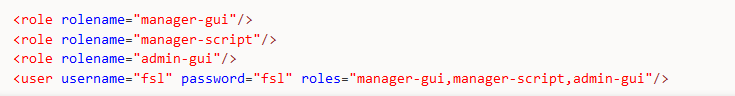 <role rolename="manager-gui"/>
<role rolename="manager-script"/>
<role rolename="admin-gui"/>
<user username="fsl" password="fsl" roles="manager-gui,manager-script,admin-gui"/>